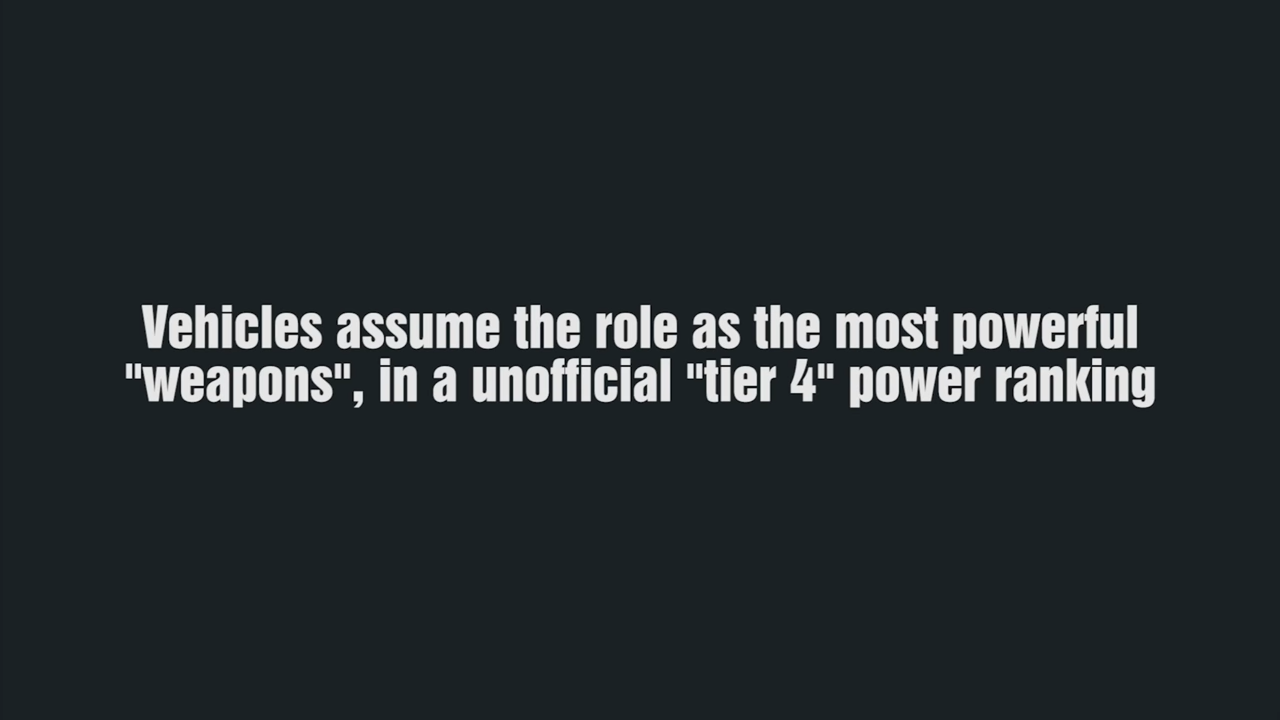 Vehicles assume the role as the most powerful
"weapons", in a unofficial "tier 4" power ranking